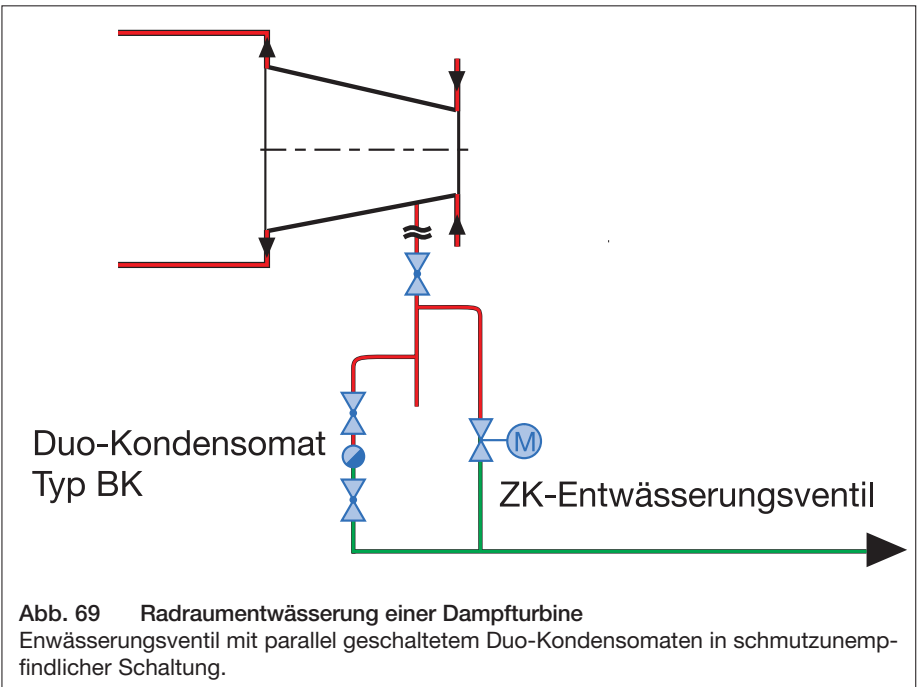 Duo-Kondensomat
Typ BK
M
ZK-Entwässerungsventil
Abb. 69 Radraumentwässerung einer Dampfturbine
Enwässerungsventil mit parallel geschaltetem Duo-Kondensomaten in schmutzunemp-
findlicher Schaltung.